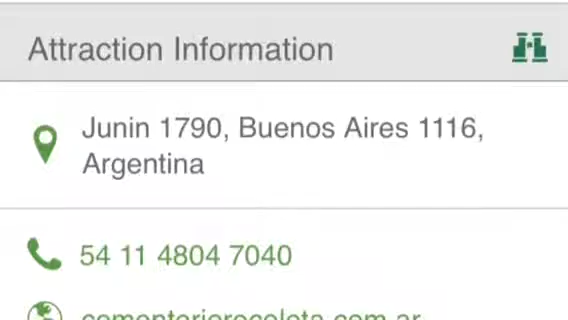 Attraction Information
Junin 1790, Buenos Aires 1116,
Argentina
54 11 4804 7040